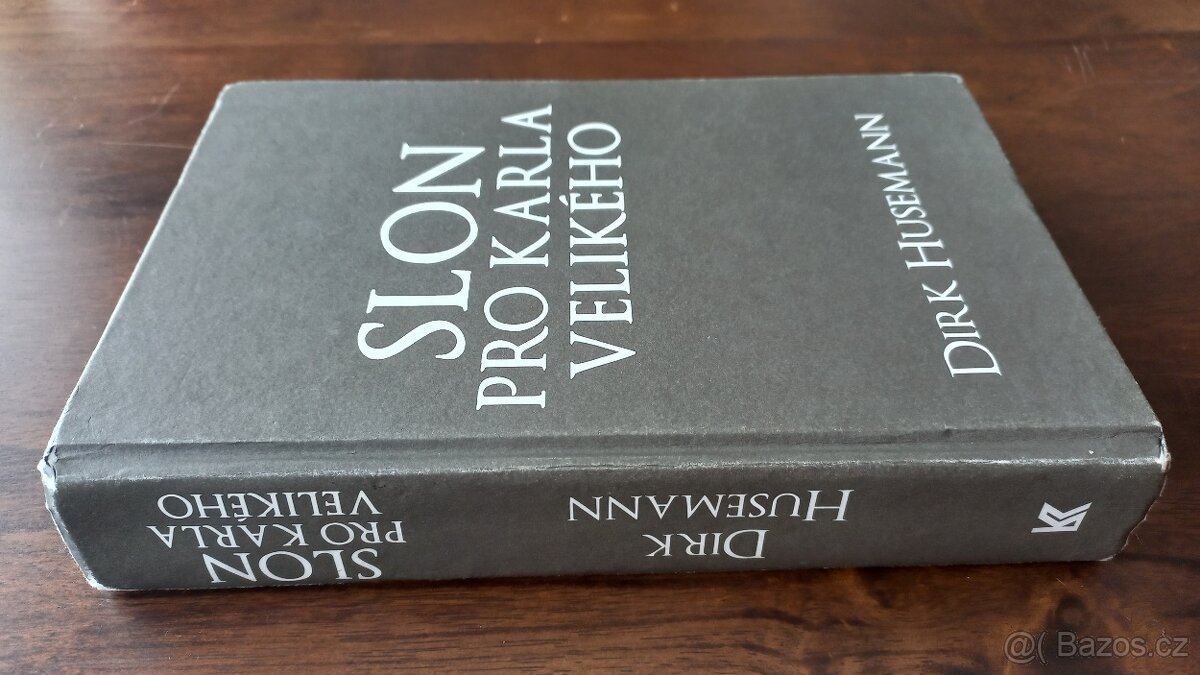 SLON
PRO KARLA
VELIKÉHO
DIRK HUSEMANN
SLON
PRO KARLA
VELIKÉHO
DIRK
HUSEMANN
@( Bazos.cz